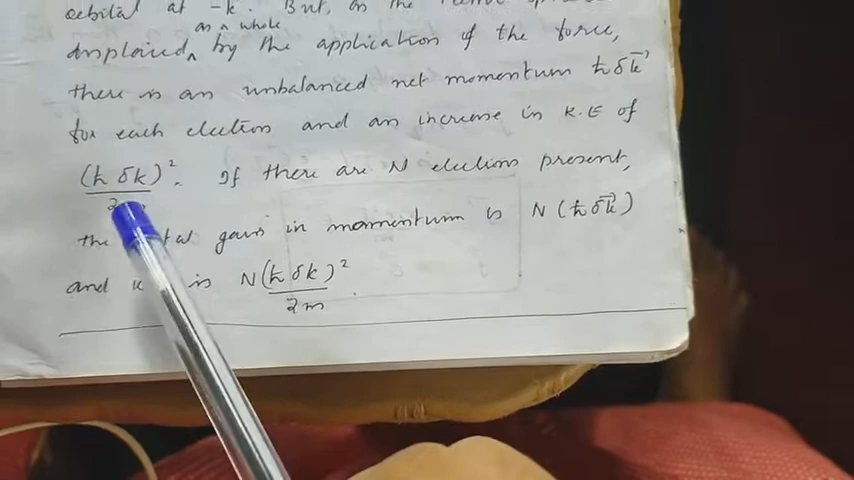 orbital at -k. But, as the
displaced as a whole by the application of the force,
there is an unbalanced net momentum ħδk⃗
for each electron and an increase in K.E of
(ħ δk)²/2m. If there are N electrons present,
the gain in momentum is N(ħδk⃗)
and is N(ħδk)²/2m.